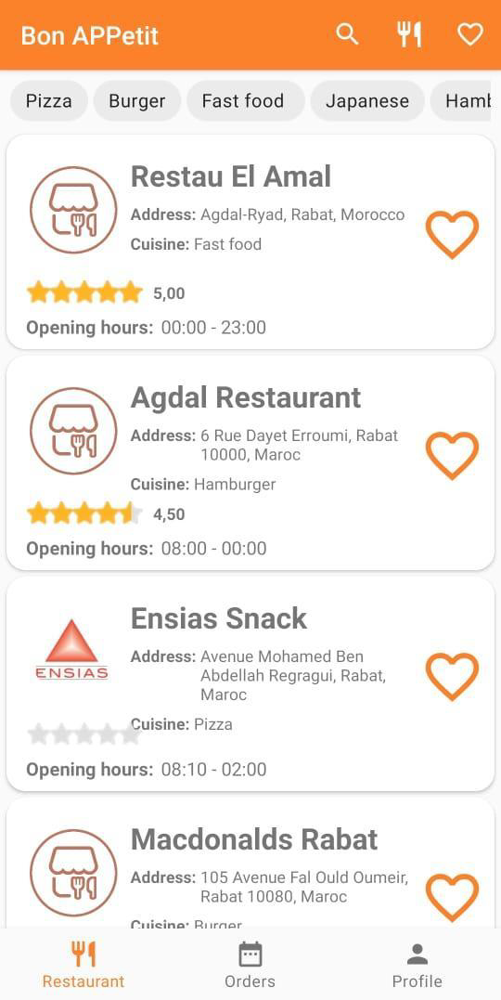 Bon APPetit
Pizza
Burger
Fast food
Japanese
Restau El Amal
Address: Agdal-Ryad, Rabat, Morocco
Cuisine: Fast food
5,00
Opening hours: 00:00 - 23:00
Agdal Restaurant
Address: 6 Rue Dayet Erroumi, Rabat
10000, Maroc
Cuisine: Hamburger
4,50
Opening hours: 08:00 - 00:00
Ensias Snack
ENSIAS
Address: Avenue Mohamed Ben
Abdellah Regragui, Rabat,
Maroc
Cuisine: Pizza
Opening hours: 08:10 - 02:00
Macdonalds Rabat
Address: 105 Avenue Fal Ould Oumeir,
Rabat 10080, Maroc
Cuisine: Burger
Restaurant
Orders
Profile